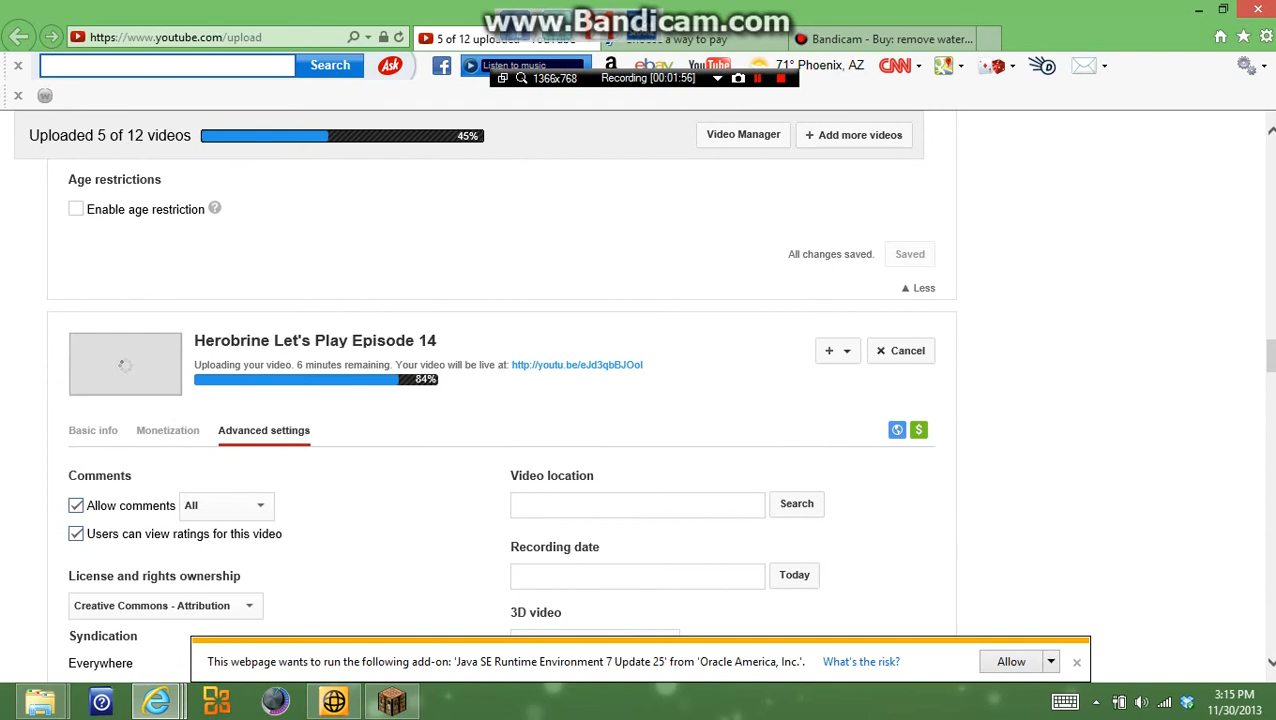 www.Bandicam.com
https://www.youtube.com/upload
5 of 12 uploaded - YouTube
Choose a way to pay
Bandicam - Buy: remove water...
Search
Ask
Listen to music
ebay
YouTube
71° Phoenix, AZ
CNN
1366x768
Recording [00:01:56]
Uploaded 5 of 12 videos
45%
Video Manager
+ Add more videos
Age restrictions
Enable age restriction ?
All changes saved.
Saved
Less
Herobrine Let's Play Episode 14
Uploading your video. 6 minutes remaining. Your video will be live at: http://youtu.be/eJd3qbBJOoI
84%
+
Cancel
Basic info
Monetization
Advanced settings
$
Comments
Allow comments
All
Users can view ratings for this video
License and rights ownership
Creative Commons - Attribution
Syndication
Everywhere
Video location
Search
Recording date
Today
3D video
This webpage wants to run the following add-on: 'Java SE Runtime Environment 7 Update 25' from 'Oracle America, Inc.'.
What's the risk?
Allow
3:15 PM
11/30/2013